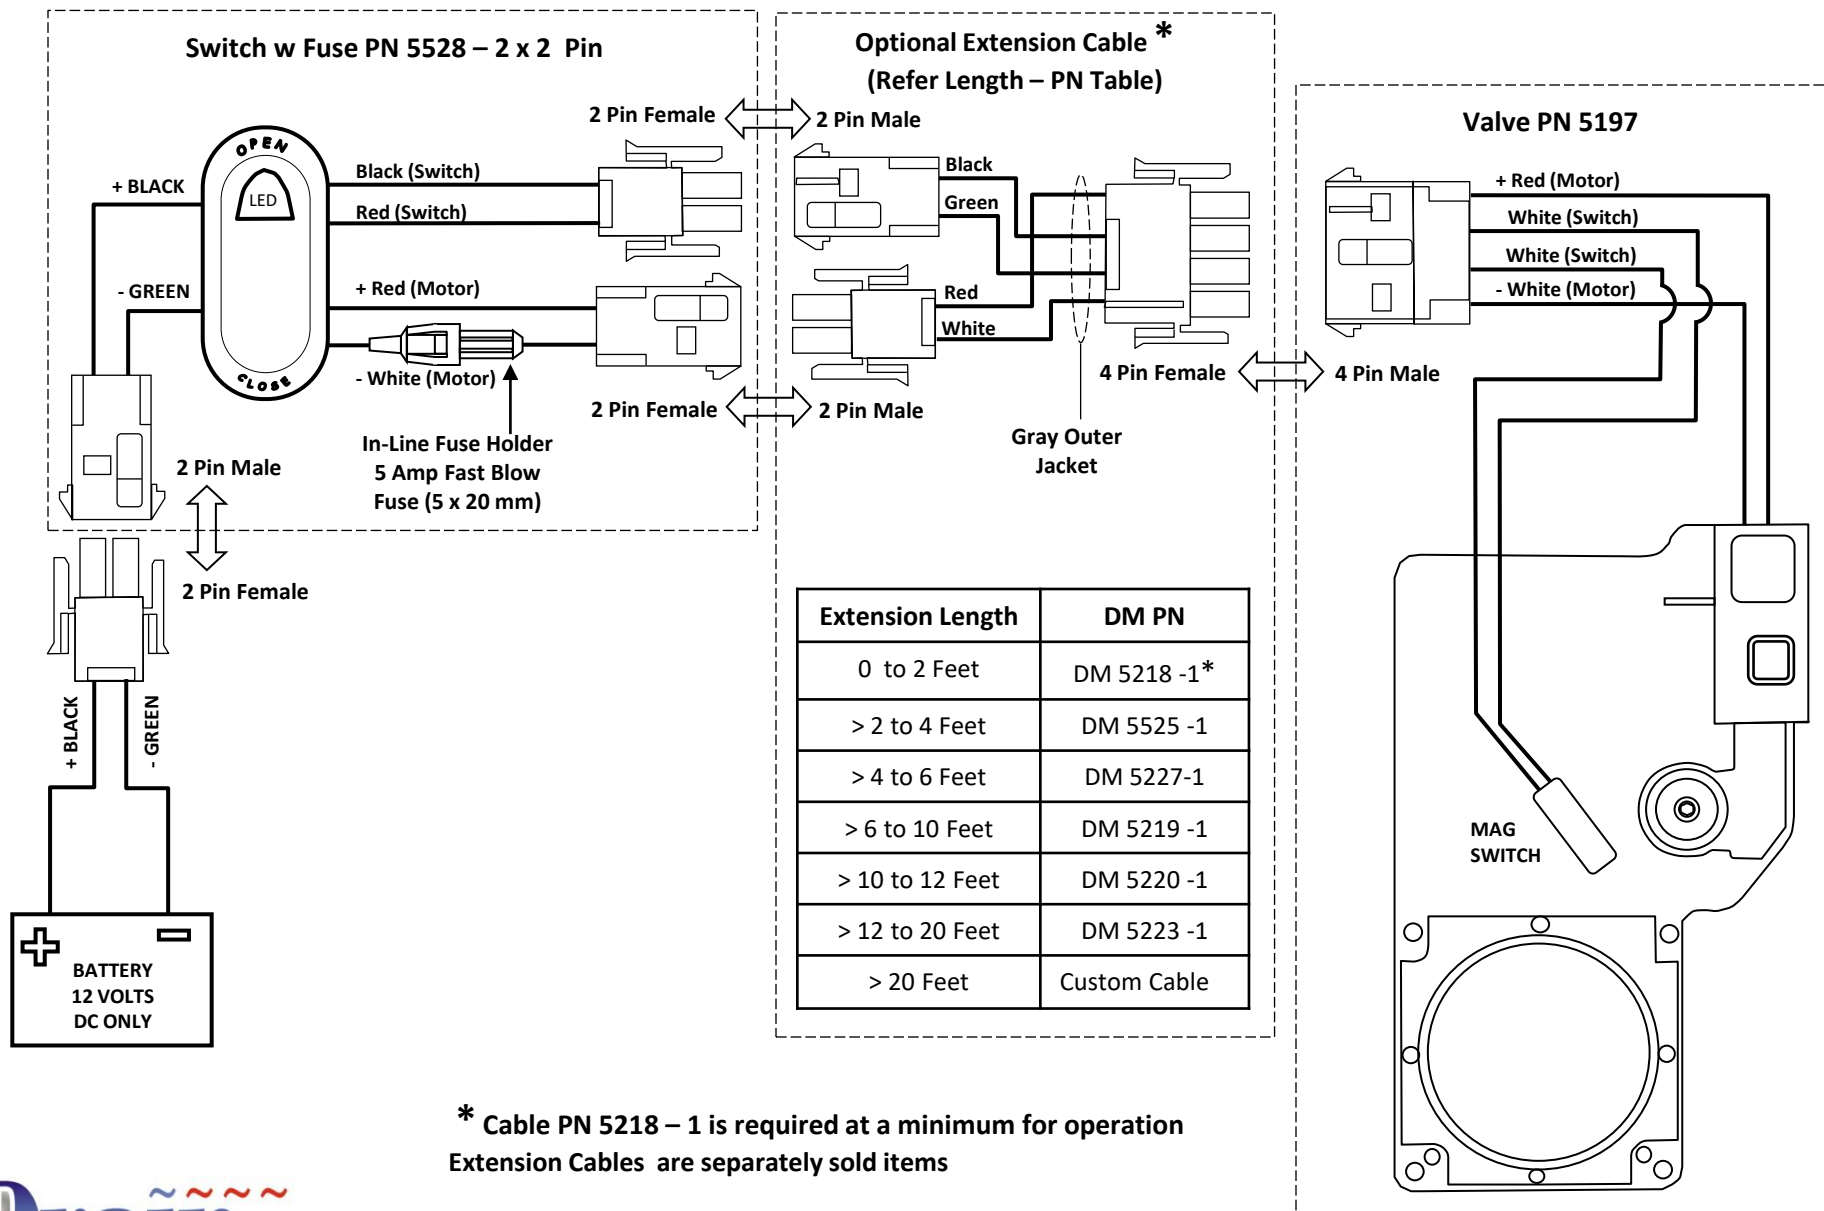 Switch w Fuse PN 5528 – 2 x 2 Pin
OPEN
LED
CLOSE
+ BLACK
- GREEN
Black (Switch)
Red (Switch)
+ Red (Motor)
- White (Motor)
In-Line Fuse Holder
5 Amp Fast Blow
Fuse (5 x 20 mm)
2 Pin Female
2 Pin Female
2 Pin Male
2 Pin Female
+ BLACK
- GREEN
BATTERY
12 VOLTS
DC ONLY
Optional Extension Cable *
(Refer Length – PN Table)
2 Pin Male
Black
Green
Red
White
2 Pin Male
4 Pin Female
Gray Outer
Jacket
Extension Length DM PN
0 to 2 Feet DM 5218 -1*
> 2 to 4 Feet DM 5525 -1
> 4 to 6 Feet DM 5227-1
> 6 to 10 Feet DM 5219 -1
> 10 to 12 Feet DM 5220 -1
> 12 to 20 Feet DM 5223 -1
> 20 Feet Custom Cable
Valve PN 5197
+ Red (Motor)
White (Switch)
White (Switch)
- White (Motor)
4 Pin Male
MAG
SWITCH
* Cable PN 5218 – 1 is required at a minimum for operation
Extension Cables are separately sold items